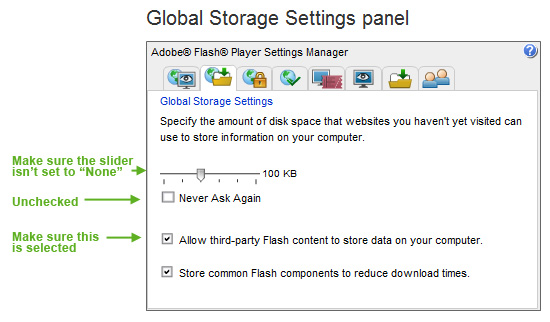 Global Storage Settings panel
Adobe® Flash® Player Settings Manager
?
Global Storage Settings
Specify the amount of disk space that websites you haven't yet visited can
use to store information on your computer.
Make sure the slider
isn't set to “None”
100 KB
Unchecked
Never Ask Again
Make sure this
is selected
Allow third-party Flash content to store data on your computer.
Store common Flash components to reduce download times.